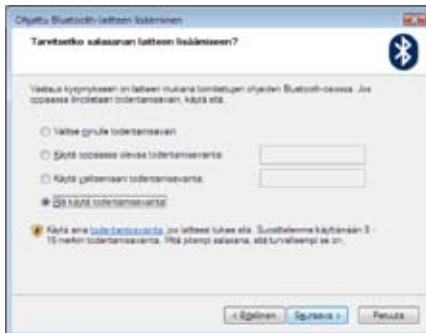 Ohjattu Bluetooth-laitteen lisääminen
Tarvitsetko salasanan laitteen lisäämiseen?
Vastaus kysymykseen on laitteen mukana toimitettujen ohjeiden Bluetooth-osassa. Jos
oppaassa ilmoitetaan todentamisavain, käytä sitä.
Valitse minulle todentamisavain
Käytä oppaassa olevaa todentamisavainta:
Käytä valitsemaani todentamisavainta:
Älä käytä todentamisavainta
Käytä aina todentamisavainta, jos laitteesi tukee sitä. Suosittelemme käyttämään 8 -
16 merkin todentamisavainta. Mitä pitempi salasana, sitä turvallisempi se on.
< Edellinen
Seuraava >
Peruuta